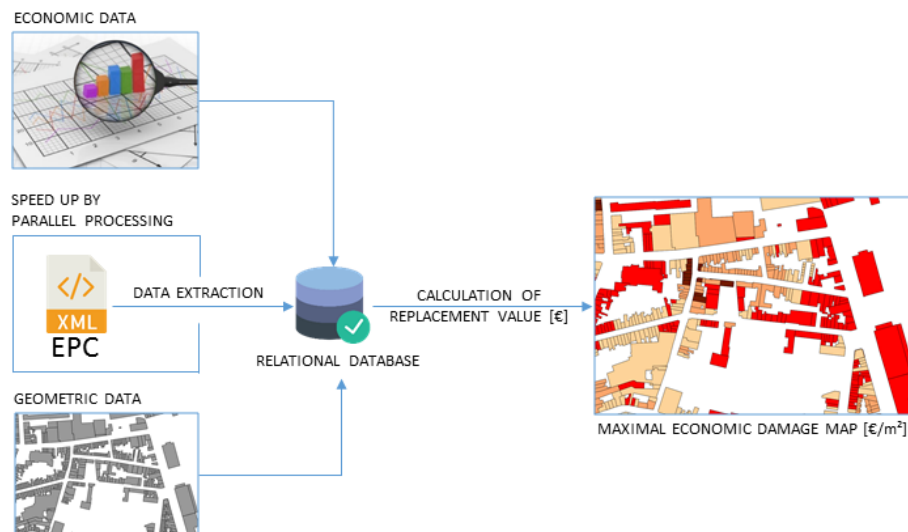 ECONOMIC DATA
SPEED UP BY
PARALLEL PROCESSING
</>
XML
EPC
DATA EXTRACTION
RELATIONAL DATABASE
CALCULATION OF
REPLACEMENT VALUE [€]
MAXIMAL ECONOMIC DAMAGE MAP [€/m²]
GEOMETRIC DATA